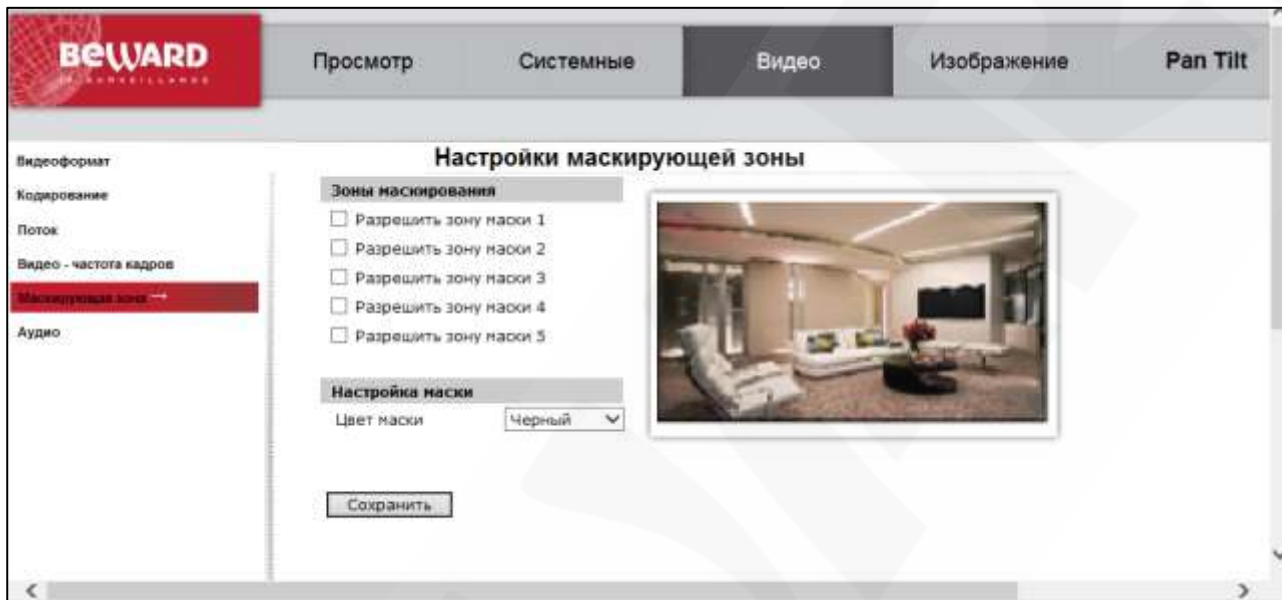 BEWARD
IP SURVEILLANCE
Просмотр
Системные
Видео
Изображение
Pan Tilt
Видеоформат
Кодирование
Поток
Видео - частота кадров
Маскирующая зона →
Аудио
Настройки маскирующей зоны
Зоны маскирования
Разрешить зону маски 1
Разрешить зону маски 2
Разрешить зону маски 3
Разрешить зону маски 4
Разрешить зону маски 5
Настройка маски
Цвет маски
Черный
Сохранить